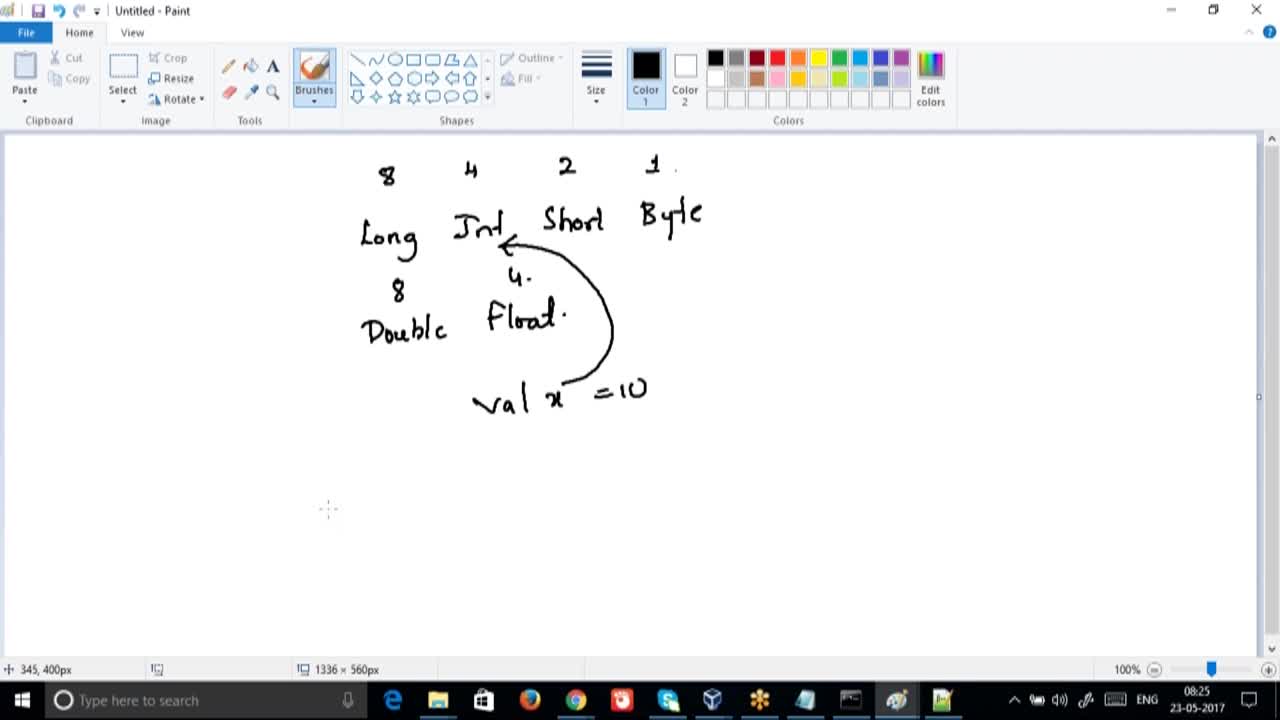 Untitled - Paint
File Home View
Paste Cut Copy Clipboard
Select Crop Resize Rotate Image
Tools
Brushes
Outline Fill Shapes
Size
Color 1 Color 2 Edit colors Colors
8 4 2 1
Long Int Short Byte
8 4.
Double Float.
val x = 10
345, 400px 1336 × 560px 100%
Type here to search ENG 08:25
23-05-2017